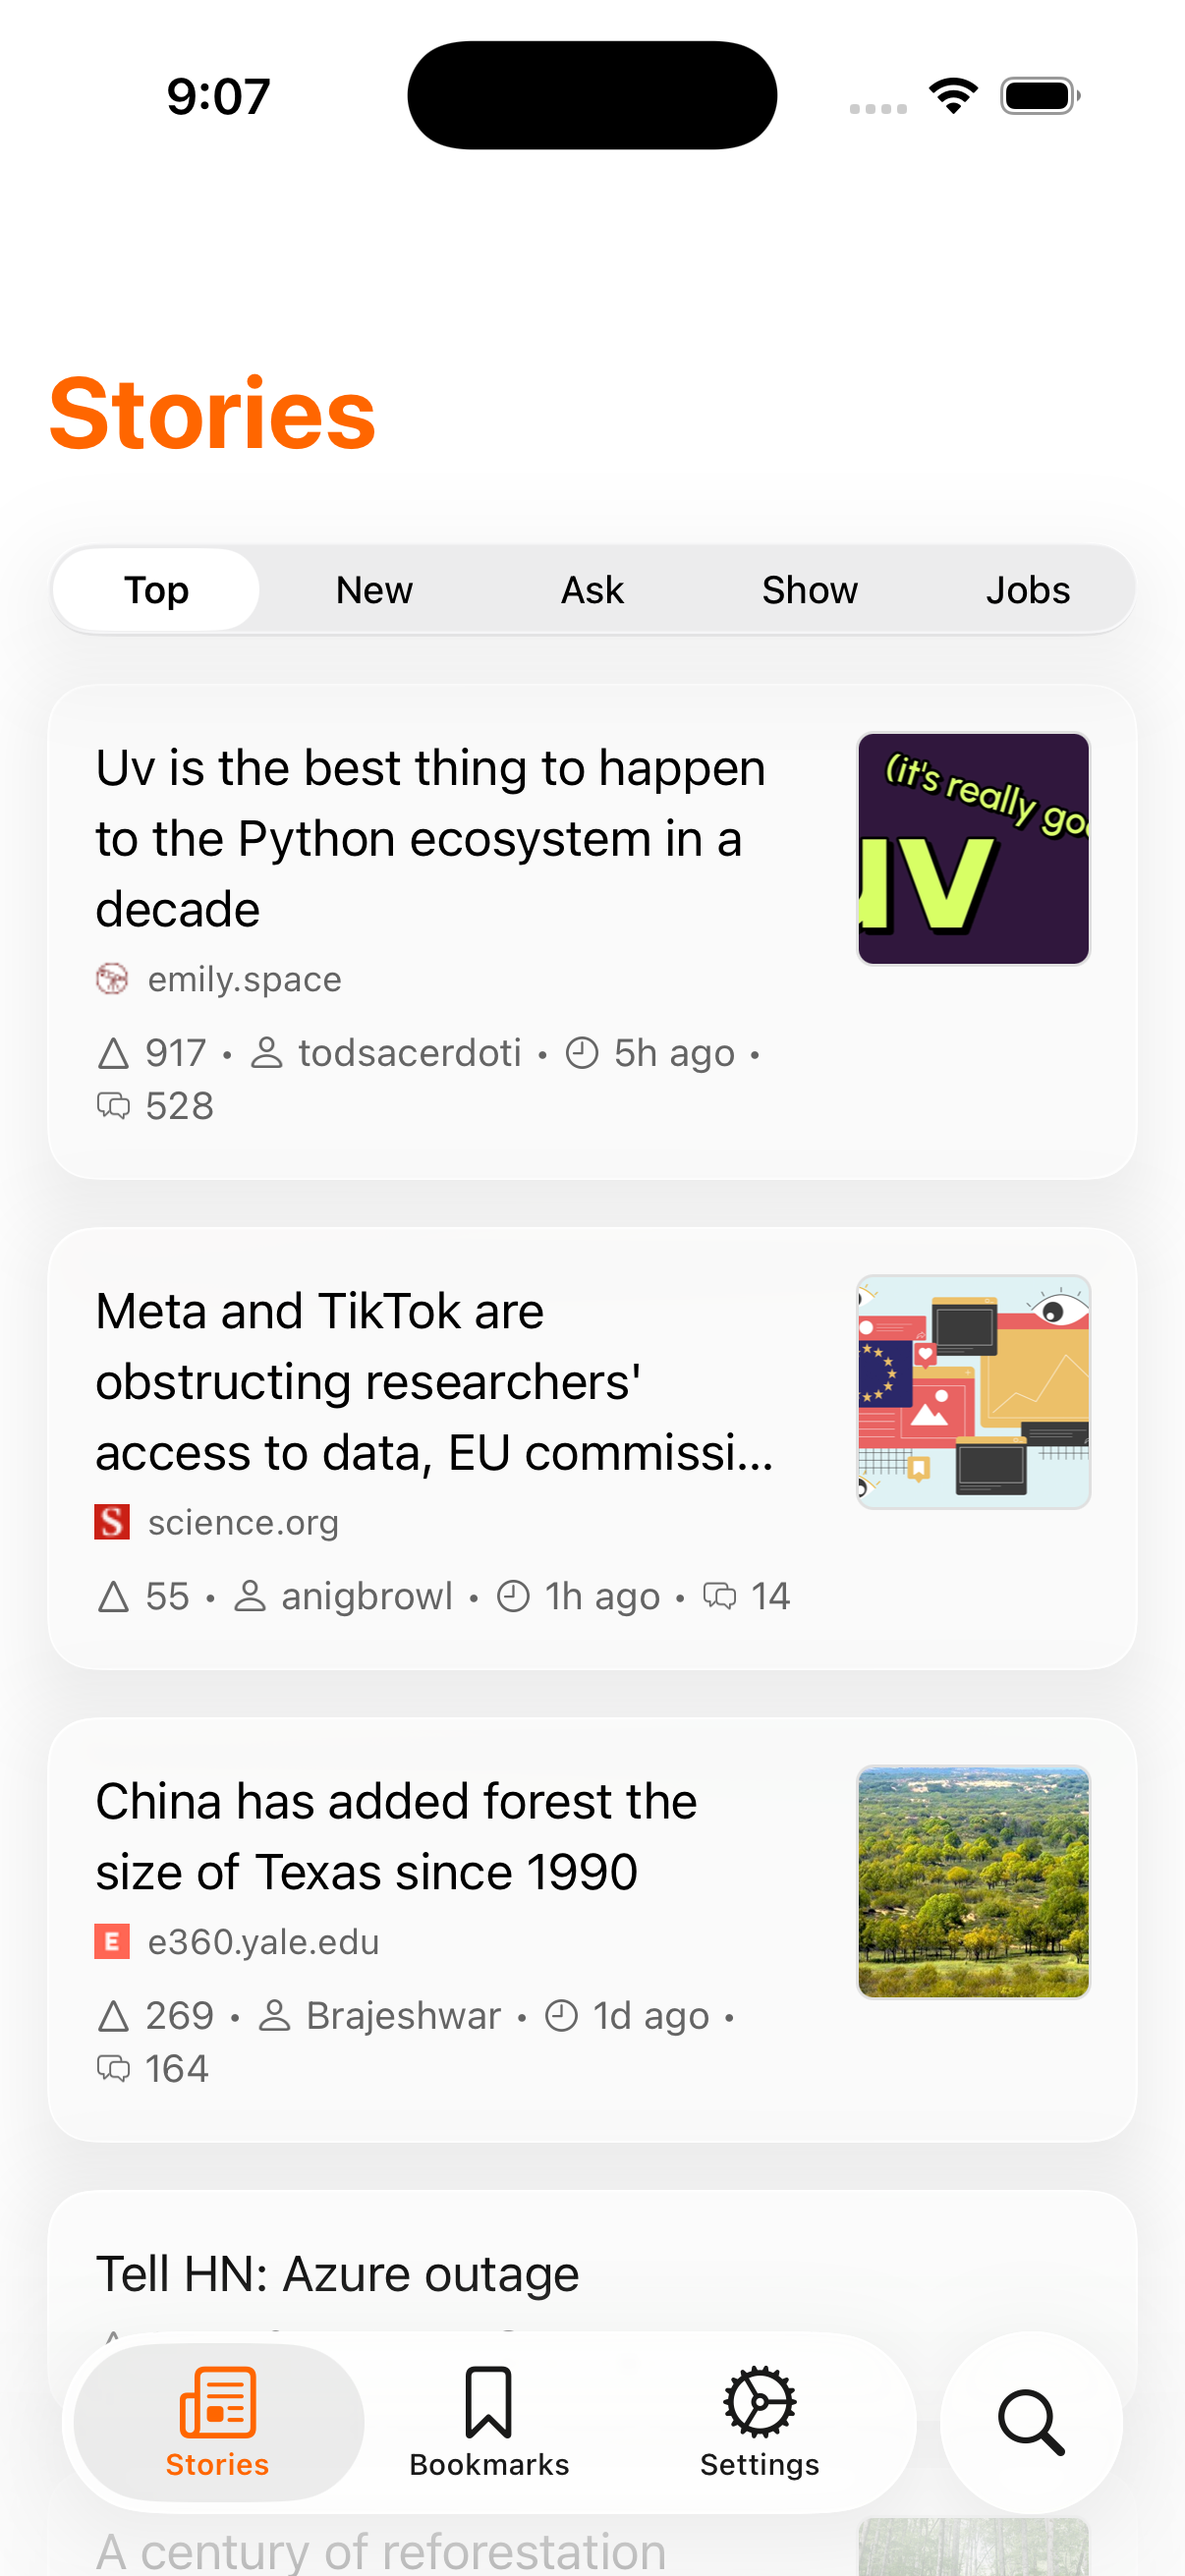 9:07
Stories
Top New Ask Show Jobs
Uv is the best thing to happen
to the Python ecosystem in a
decade
(it's really goo
uv
emily.space
917 • todsacerdoti • 5h ago •
528
Meta and TikTok are
obstructing researchers'
access to data, EU commissi...
S science.org
55 • anigbrowl • 1h ago • 14
China has added forest the
size of Texas since 1990
E e360.yale.edu
269 • Brajeshwar • 1d ago •
164
Tell HN: Azure outage
Stories Bookmarks Settings
A century of reforestation